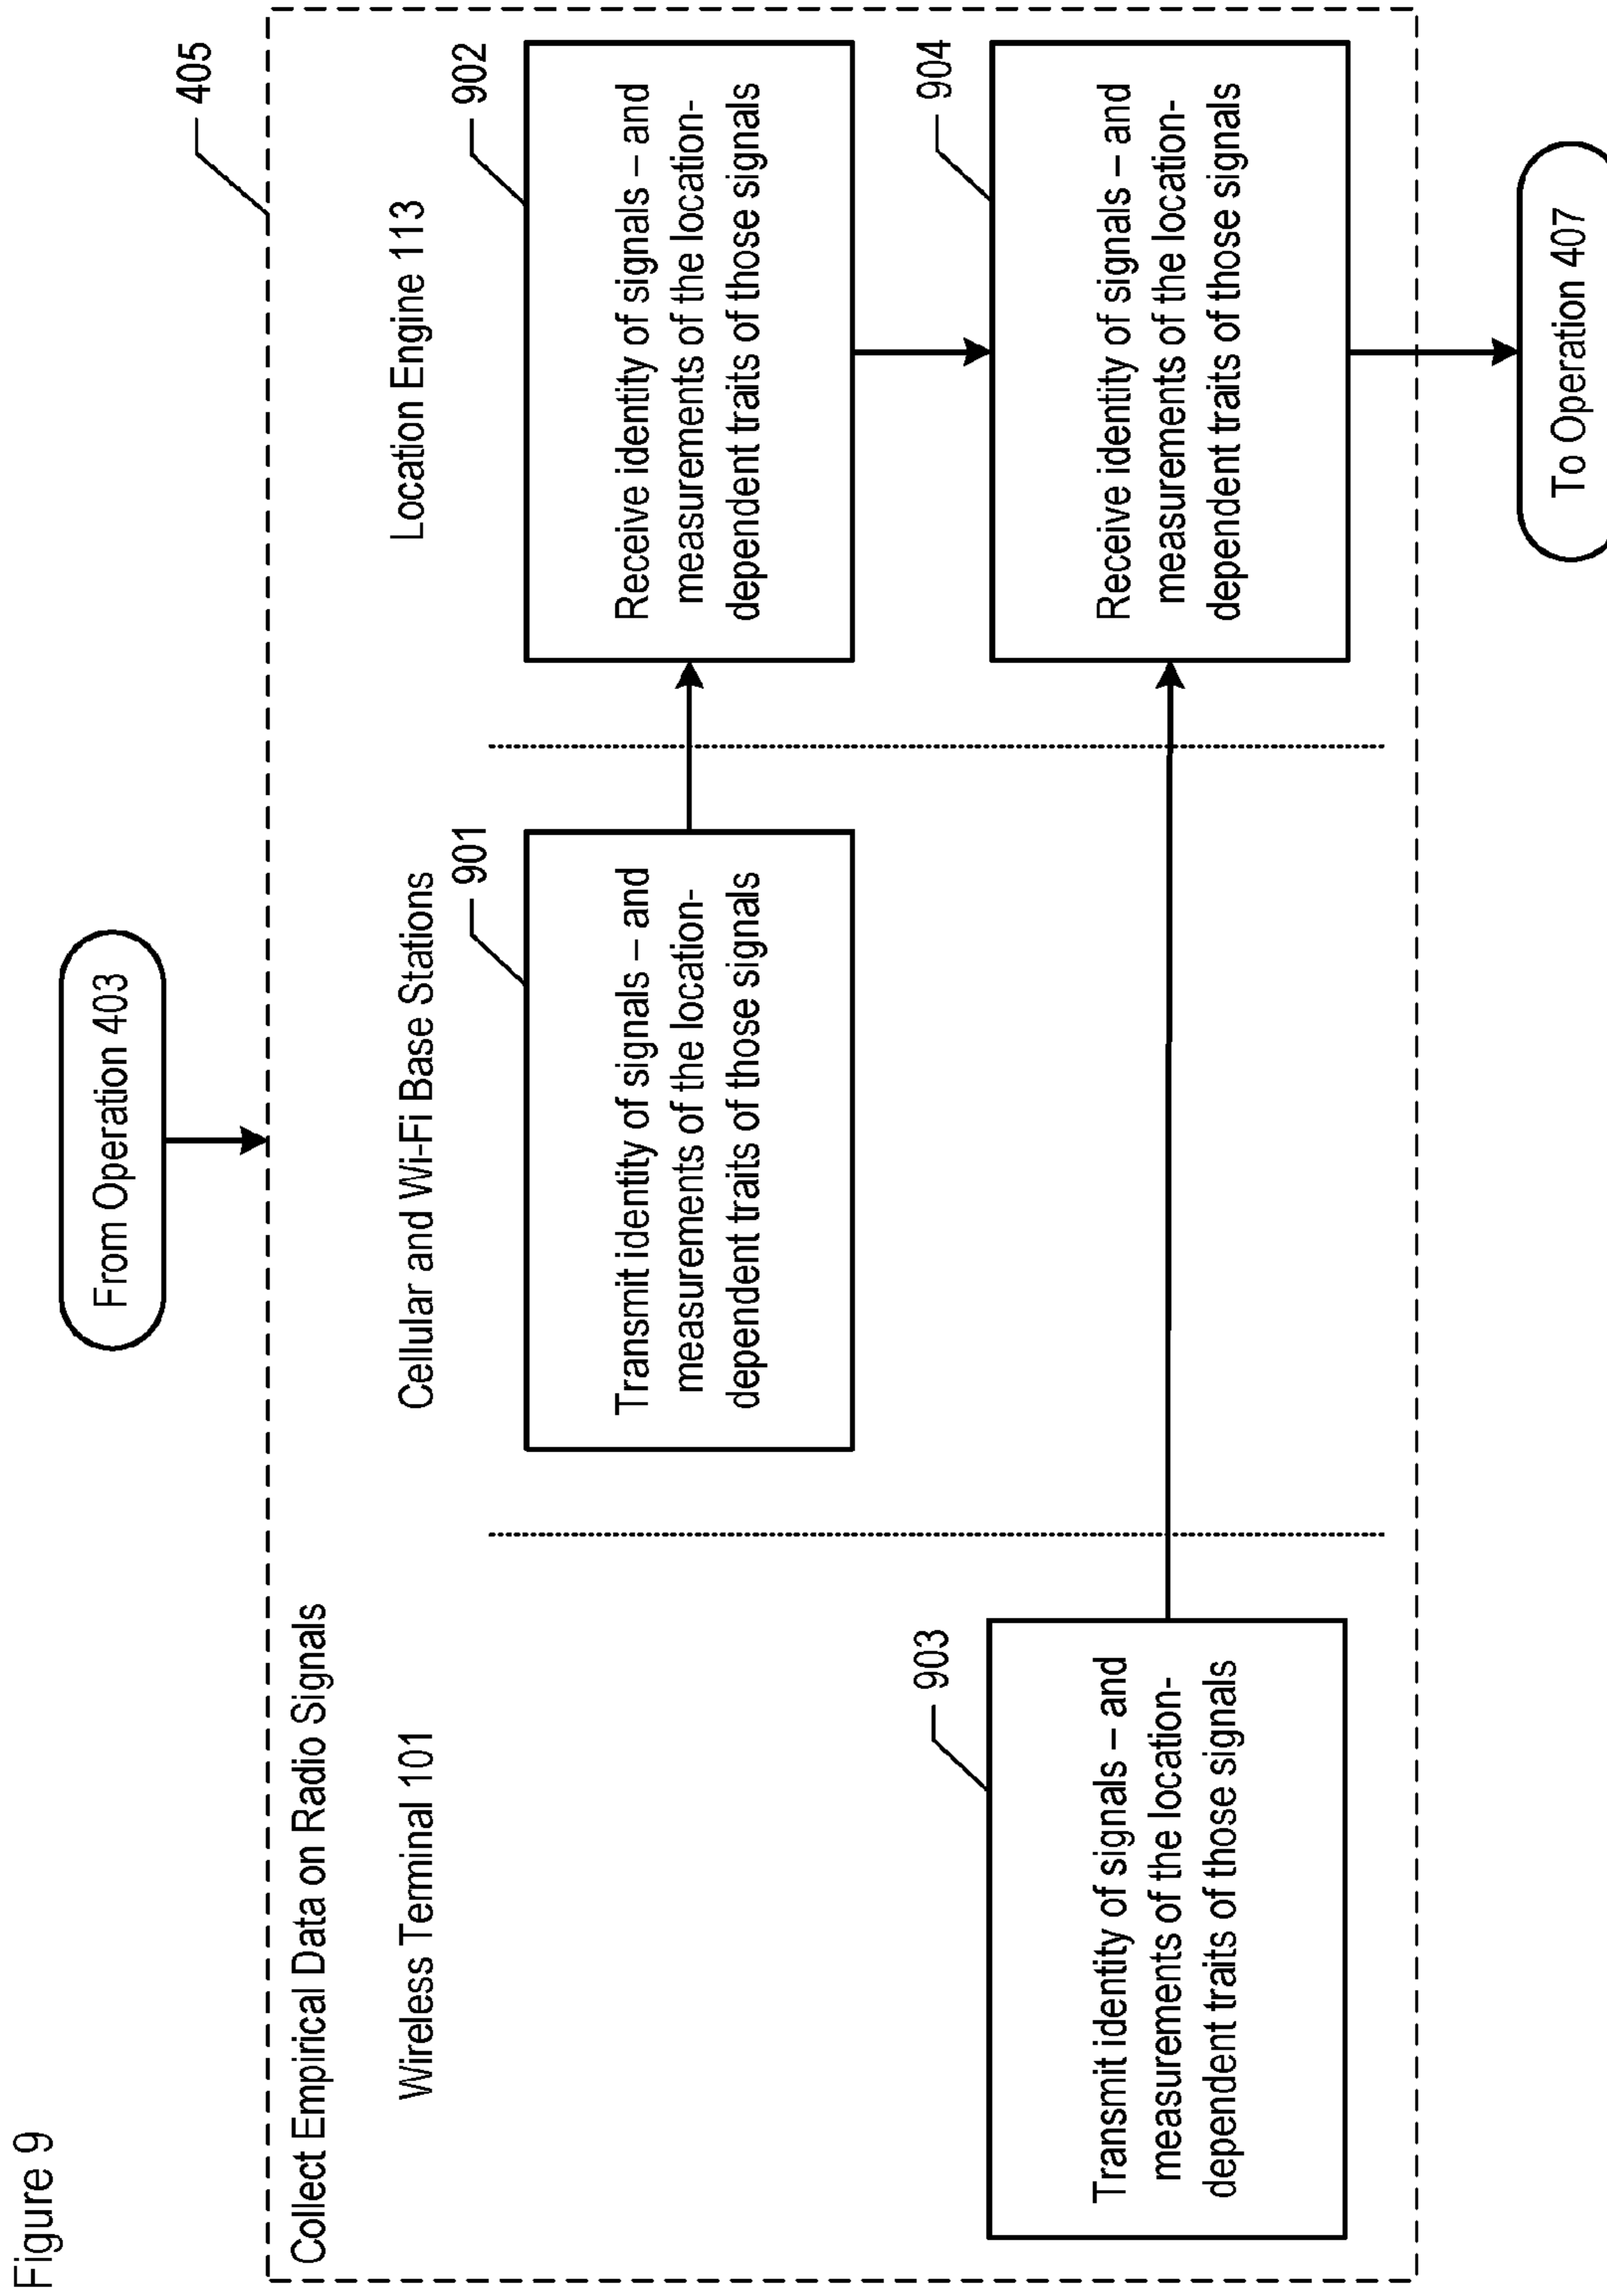 Figure 9
From Operation 403
405
Collect Empirical Data on Radio Signals
Wireless Terminal 101
Cellular and Wi-Fi Base Stations
Location Engine 113
901
Transmit identity of signals – and
measurements of the location-
dependent traits of those signals
902
Receive identity of signals – and
measurements of the location-
dependent traits of those signals
903
Transmit identity of signals – and
measurements of the location-
dependent traits of those signals
904
Receive identity of signals – and
measurements of the location-
dependent traits of those signals
To Operation 407